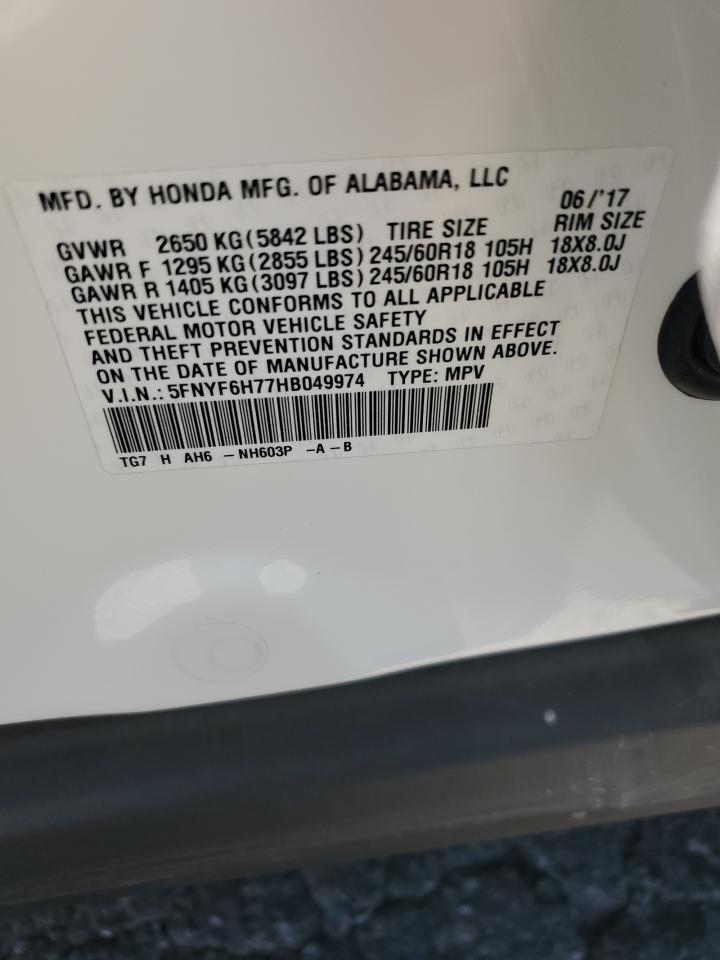 MFD. BY HONDA MFG. OF ALABAMA, LLC 06/'17
GVWR 2650 KG(5842 LBS) TIRE SIZE RIM SIZE
GAWR F 1295 KG(2855 LBS) 245/60R18 105H 18X8.0J
GAWR R 1405 KG(3097 LBS) 245/60R18 105H 18X8.0J
THIS VEHICLE CONFORMS TO ALL APPLICABLE
FEDERAL MOTOR VEHICLE SAFETY
AND THEFT PREVENTION STANDARDS IN EFFECT
ON THE DATE OF MANUFACTURE SHOWN ABOVE.
V.I.N.: 5FNYF6H77HB049974 TYPE: MPV
TG7 H AH6 - NH603P -A-B